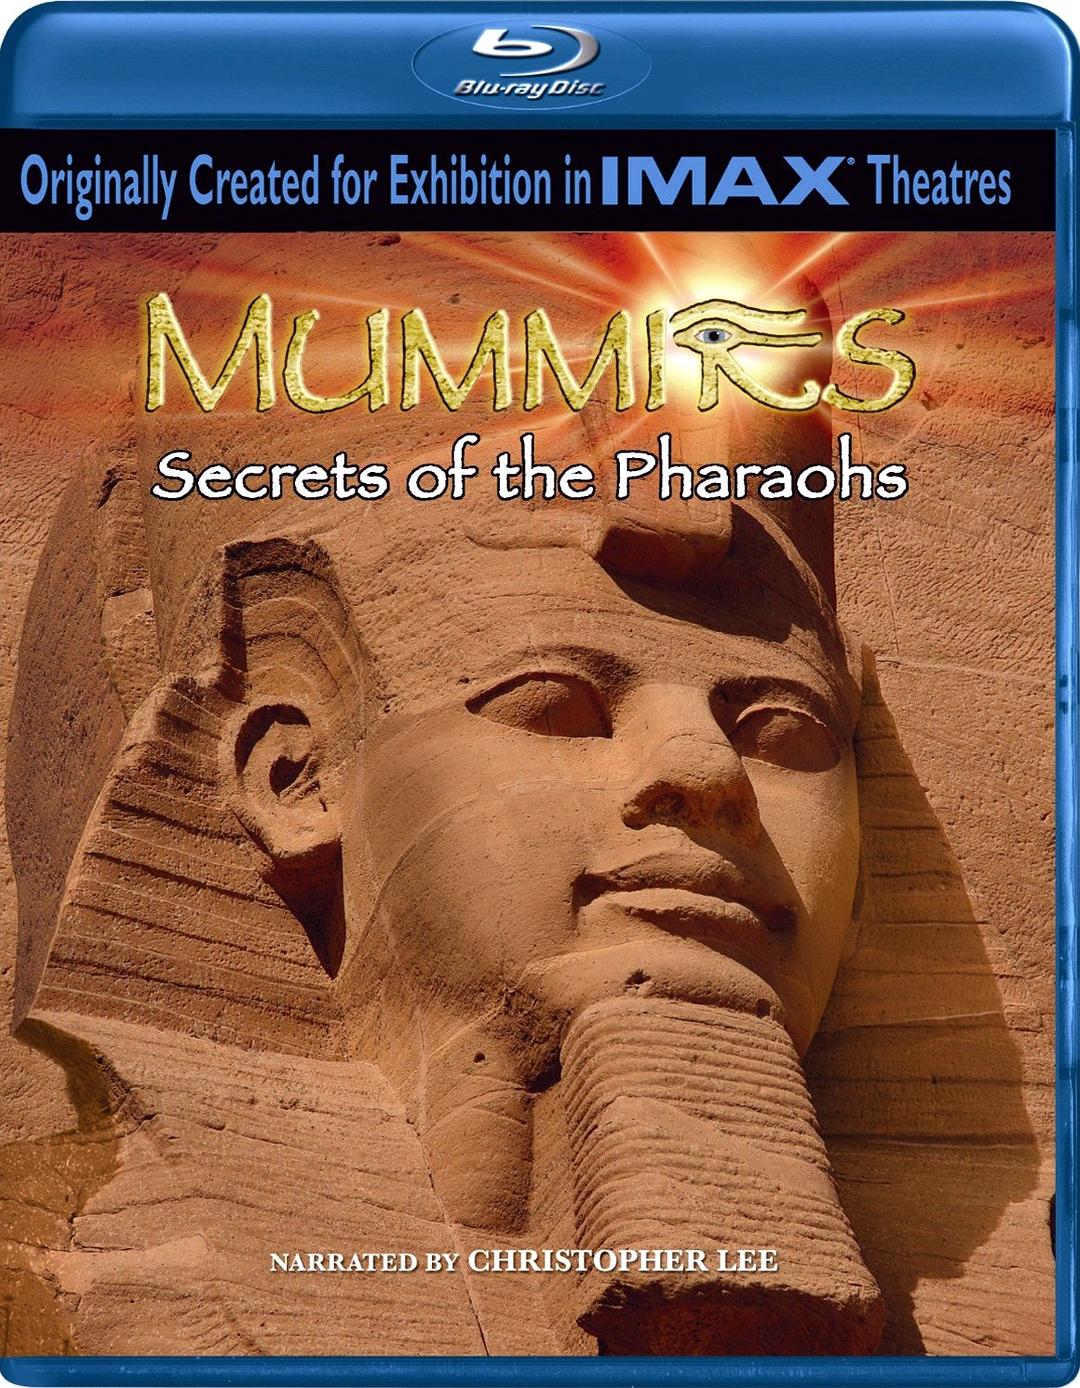 Blu-ray Disc
Originally Created for Exhibition in IMAX® Theatres
MUMMIES
Secrets of the Pharaohs
NARRATED BY CHRISTOPHER LEE